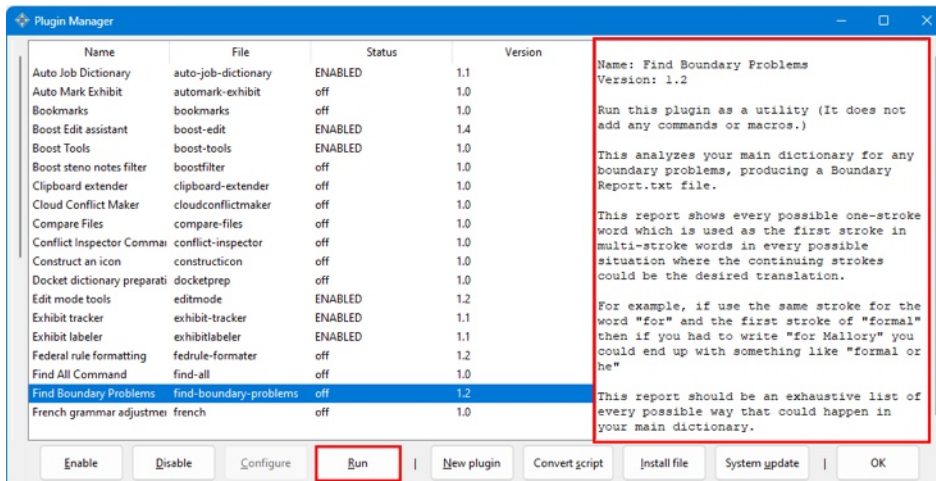 Plugin Manager
Name File Status Version
Auto Job Dictionary auto-job-dictionary ENABLED 1.1
Auto Mark Exhibit automark-exhibit off 1.0
Bookmarks bookmarks off 1.0
Boost Edit assistant boost-edit ENABLED 1.4
Boost Tools boost-tools ENABLED 1.0
Boost steno notes filter boostfilter off 1.0
Clipboard extender clipboard-extender off 1.0
Cloud Conflict Maker cloudconflictmaker off 1.0
Compare Files compare-files off 1.0
Conflict Inspector Commar conflict-inspector off 1.0
Construct an icon constructicon off 1.0
Docket dictionary preparati docketprep off 1.0
Edit mode tools editmode ENABLED 1.2
Exhibit tracker exhibit-tracker ENABLED 1.1
Exhibit labeler exhibitlabeler ENABLED 1.1
Federal rule formatting fedrule-formater off 1.2
Find All Command find-all off 1.0
Find Boundary Problems find-boundary-problems off 1.2
French grammar adjustmer french off 1.0
Name: Find Boundary Problems
Version: 1.2
Run this plugin as a utility (It does not
add any commands or macros.)
This analyzes your main dictionary for any
boundary problems, producing a Boundary
Report.txt file.
This report shows every possible one-stroke
word which is used as the first stroke in
multi-stroke words in every possible
situation where the continuing strokes
could be the desired translation.
For example, if use the same stroke for the
word "for" and the first stroke of "formal"
then if you had to write "for Mallory" you
could end up with something like "formal or
he"
This report should be an exhaustive list of
every possible way that could happen in
your main dictionary.
Enable Disable Configure Run | New plugin Convert script Install file System update | OK